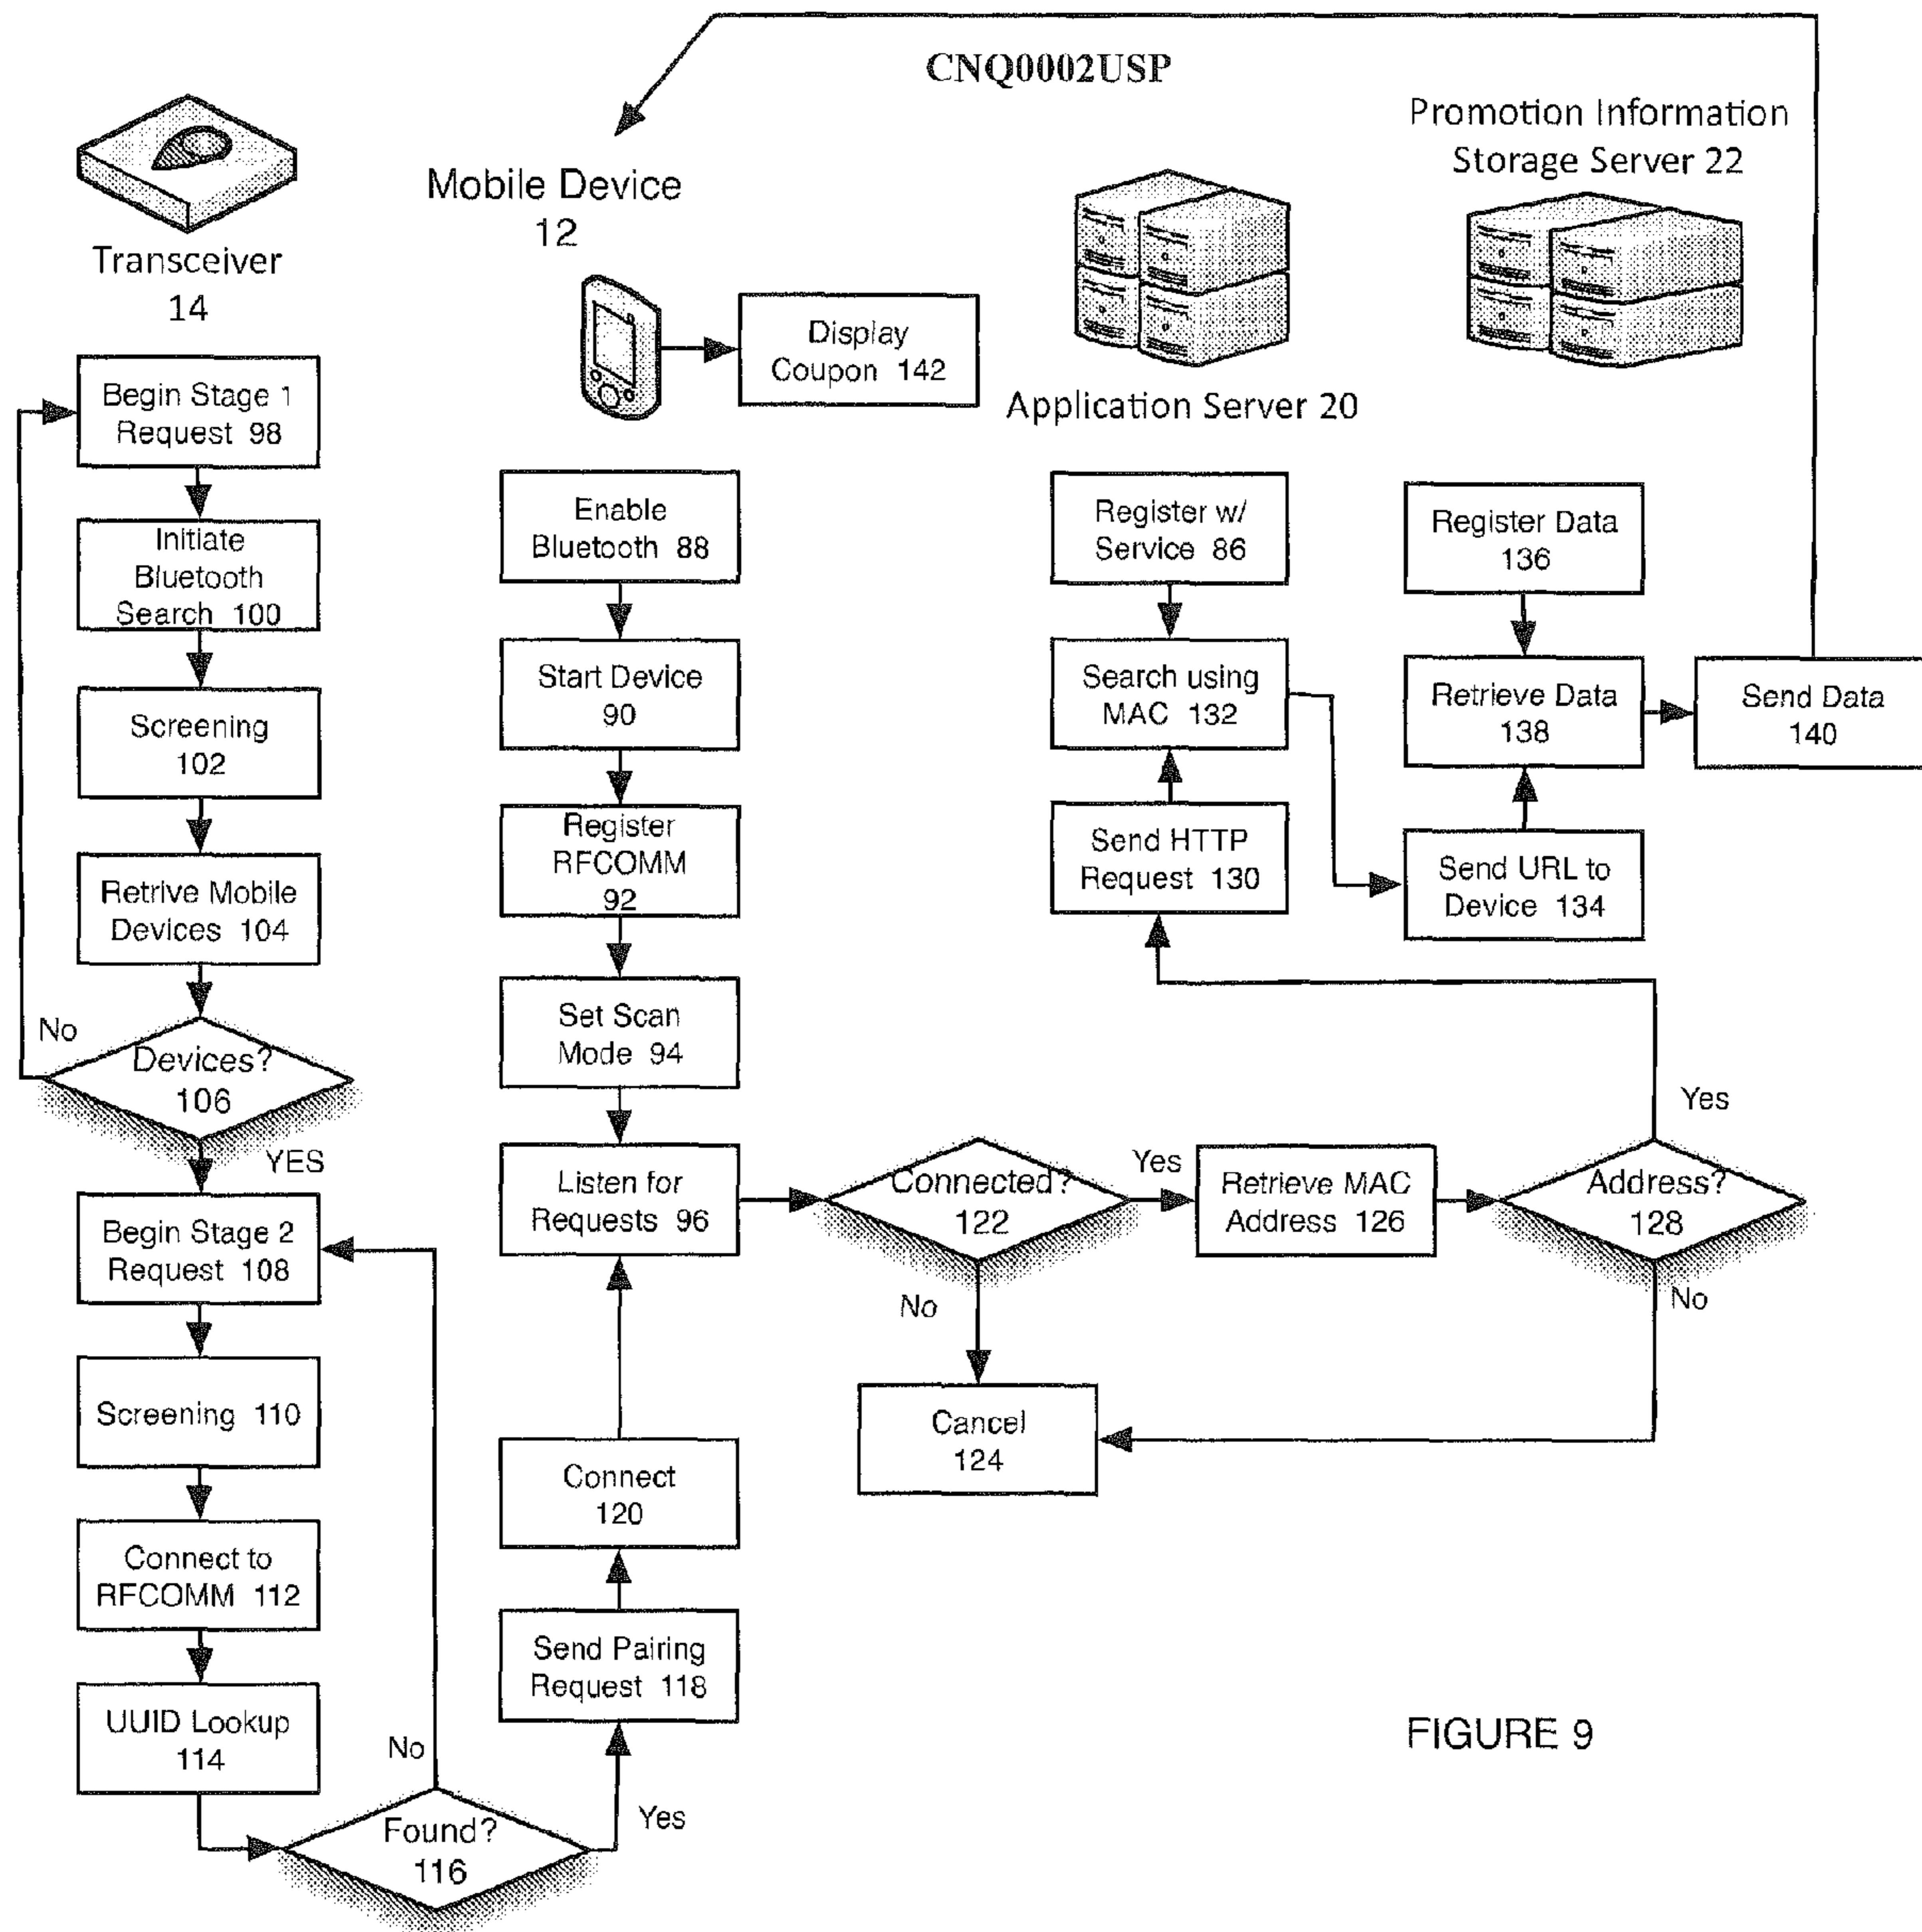 CNQ0002USP
Transceiver
14
Mobile Device
12
Application Server 20
Promotion Information
Storage Server 22
Display
Coupon 142
Begin Stage 1
Request 98
Initiate
Bluetooth
Search 100
Screening
102
Retrive Mobile
Devices 104
No
Devices?
106
YES
Begin Stage 2
Request 108
Screening 110
Connect to
RFCOMM 112
UUID Lookup
114
No
Found?
116
Yes
Enable
Bluetooth 88
Start Device
90
Register
RFCOMM
92
Set Scan
Mode 94
Listen for
Requests 96
Connect
120
Send Pairing
Request 118
Connected?
122
Yes
No
Cancel
124
Retrieve MAC
Address 126
Address?
128
Yes
No
Register w/
Service 86
Search using
MAC 132
Send HTTP
Request 130
Register Data
136
Retrieve Data
138
Send URL to
Device 134
Send Data
140
FIGURE 9